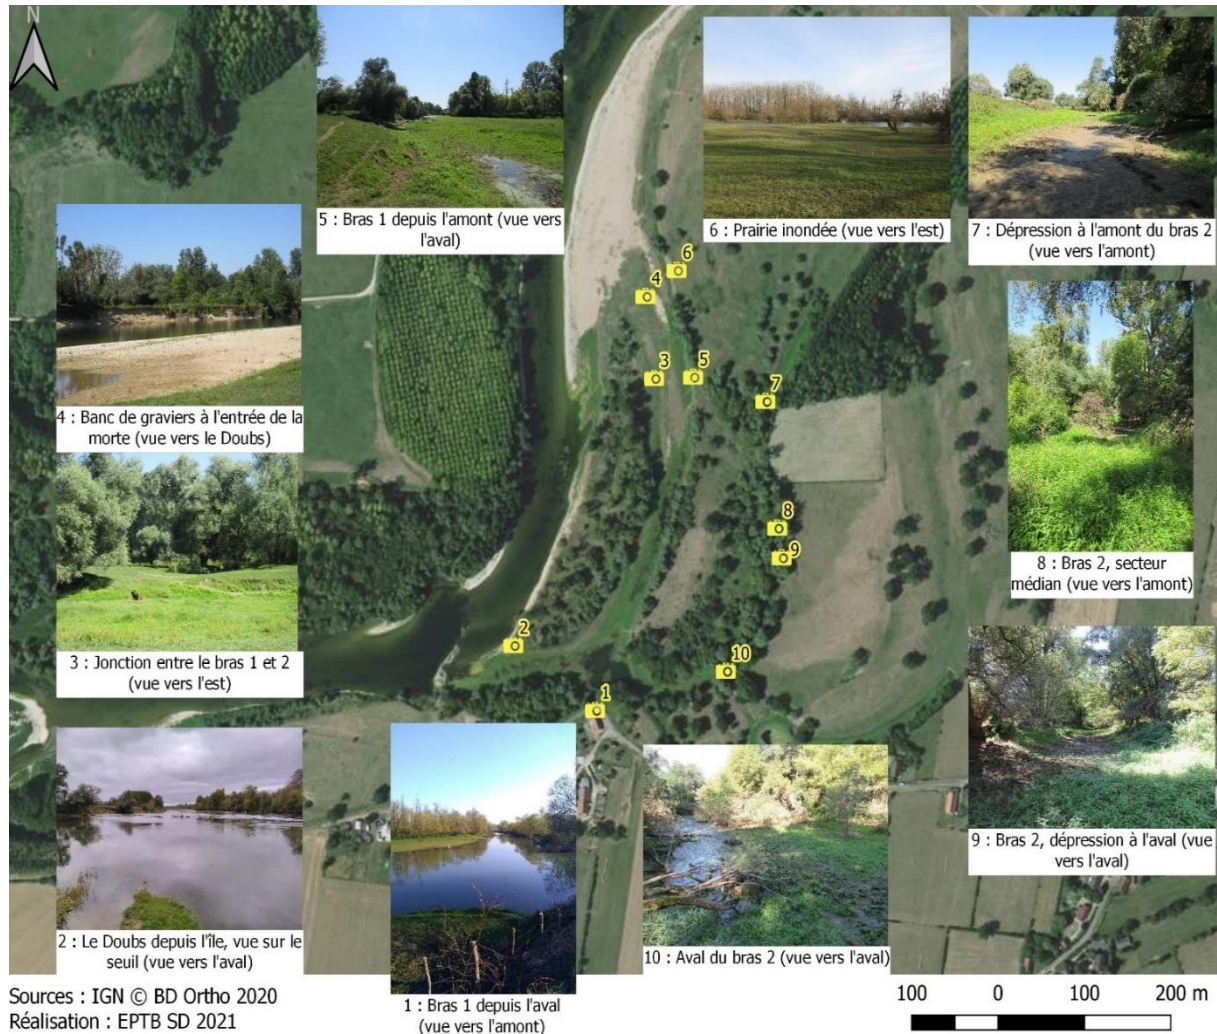 N
5 : Bras 1 depuis l'amont (vue vers
l'aval)
6 : Prairie inondée (vue vers l'est)
7 : Dépression à l'amont du bras 2
(vue vers l'amont)
4 : Banc de graviers à l'entrée de la
morte (vue vers le Doubs)
6
4
3
5
7
8
9
2
10
1
8 : Bras 2, secteur
médian (vue vers l'amont)
3 : Jonction entre le bras 1 et 2
(vue vers l'est)
9 : Bras 2, dépression à l'aval (vue
vers l'aval)
2 : Le Doubs depuis l'île, vue sur le
seuil (vue vers l'aval)
10 : Aval du bras 2 (vue vers l'aval)
1 : Bras 1 depuis l'aval
(vue vers l'amont)
Sources : IGN © BD Ortho 2020
Réalisation : EPTB SD 2021
100 0 100 200 m